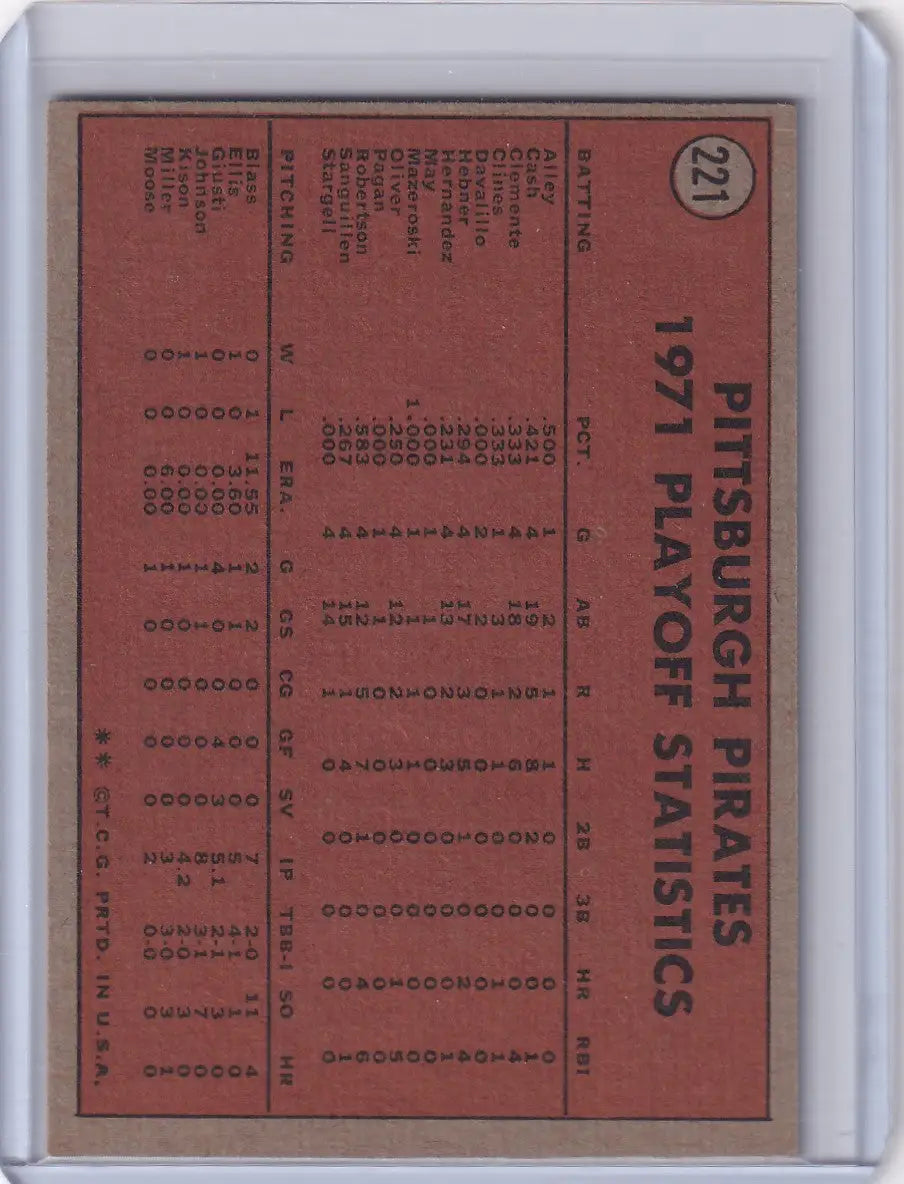 221
PITTSBURGH PIRATES
1971 PLAYOFF STATISTICS
BATTING PCT. G AB R H 2B 3B HR RBI
Alley .500 1 2 1 1 0 0 0 0
Cash .421 4 19 5 8 2 0 0 1
Clemente .333 4 18 2 6 0 0 0 4
Clines .333 1 3 1 1 0 0 1 1
Davalillo .000 2 2 0 0 0 0 0 0
Hebner .294 4 17 3 5 1 0 2 4
Hernandez .231 4 13 2 3 0 0 0 1
May .000 1 1 0 0 0 0 0 0
Mazeroski 1.000 1 1 1 1 0 0 0 0
Oliver .250 4 12 2 3 0 0 1 5
Pagan .000 1 1 0 0 0 0 0 0
Robertson .583 4 12 5 7 1 0 4 6
Sanguillen .267 4 15 1 4 0 0 0 1
Stargell .000 4 14 1 0 0 0 0 0
PITCHING W L ERA. G GS CG GF SV IP TBB-I SO HR
Blass 0 1 11.55 2 2 0 0 0 7 2-0 11 4
Ellis 1 0 3.60 1 1 0 0 0 5 4-1 1 0
Giusti 0 0 0.00 4 0 0 4 3 5.1 2-1 3 0
Johnson 1 0 0.00 1 1 0 0 0 8 3-1 7 0
Kison 1 0 0.00 1 0 0 0 0 4.2 2-0 3 0
Miller 0 0 6.00 1 0 0 0 0 3 3-0 3 1
Moose 0 0 0.00 1 0 0 0 0 2 0-0 0 0
** ©T.C.G. PRTD. IN U.S.A.